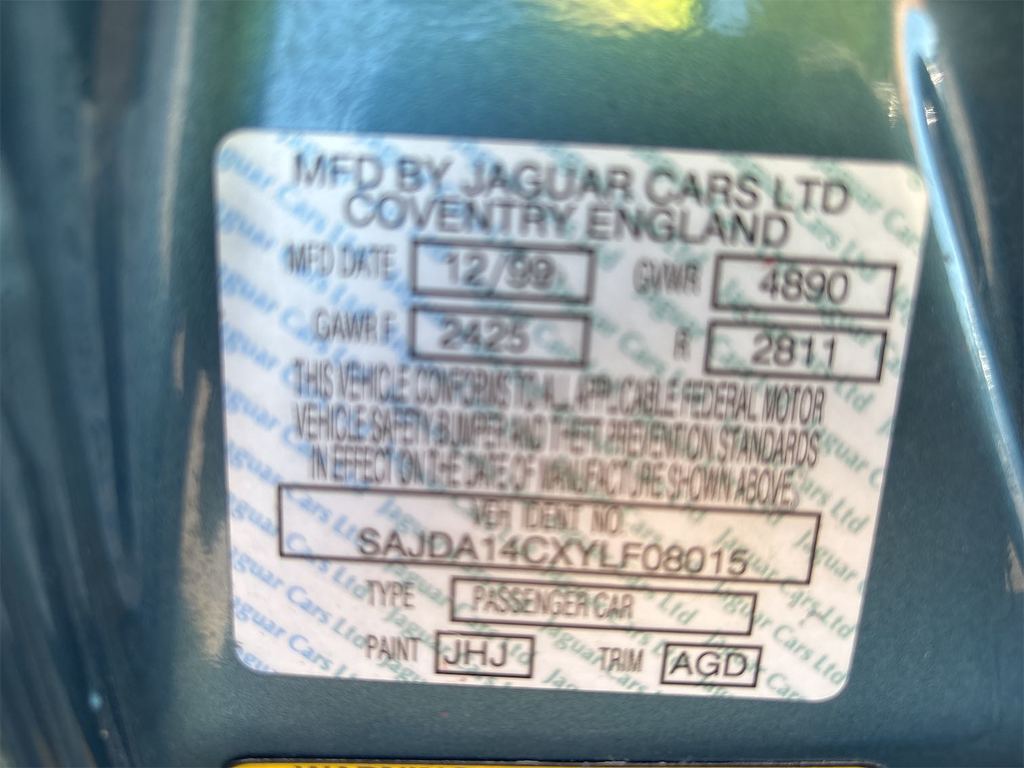 MFD BY JAGUAR CARS LTD
COVENTRY ENGLAND
MFD DATE 12/99 GVWR 4890
GAWR F 2425 R 2811
THIS VEHICLE CONFORMS TO ALL APPLICABLE FEDERAL MOTOR
VEHICLE SAFETY BUMPER AND THEFT PREVENTION STANDARDS
IN EFFECT ON THE DATE OF MANUFACTURE SHOWN ABOVE
VEH IDENT NO.
SAJDA14CXYLF08015
TYPE PASSENGER CAR
PAINT JHJ TRIM AGD